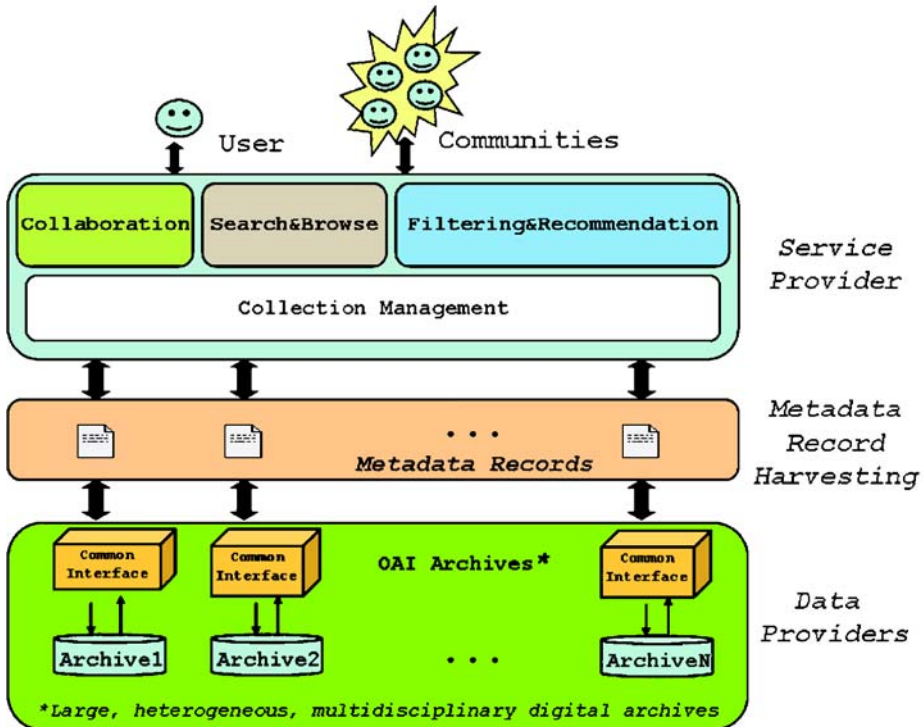 User
Communities
Collaboration
Search&Browse
Filtering&Recommendation
Collection Management
Service
Provider
...
Metadata Records
Metadata
Record
Harvesting
Common
Interface
Common
Interface
OAI Archives*
Common
Interface
Archive1
Archive2
...
ArchiveN
Data
Providers
*Large, heterogeneous, multidisciplinary digital archives